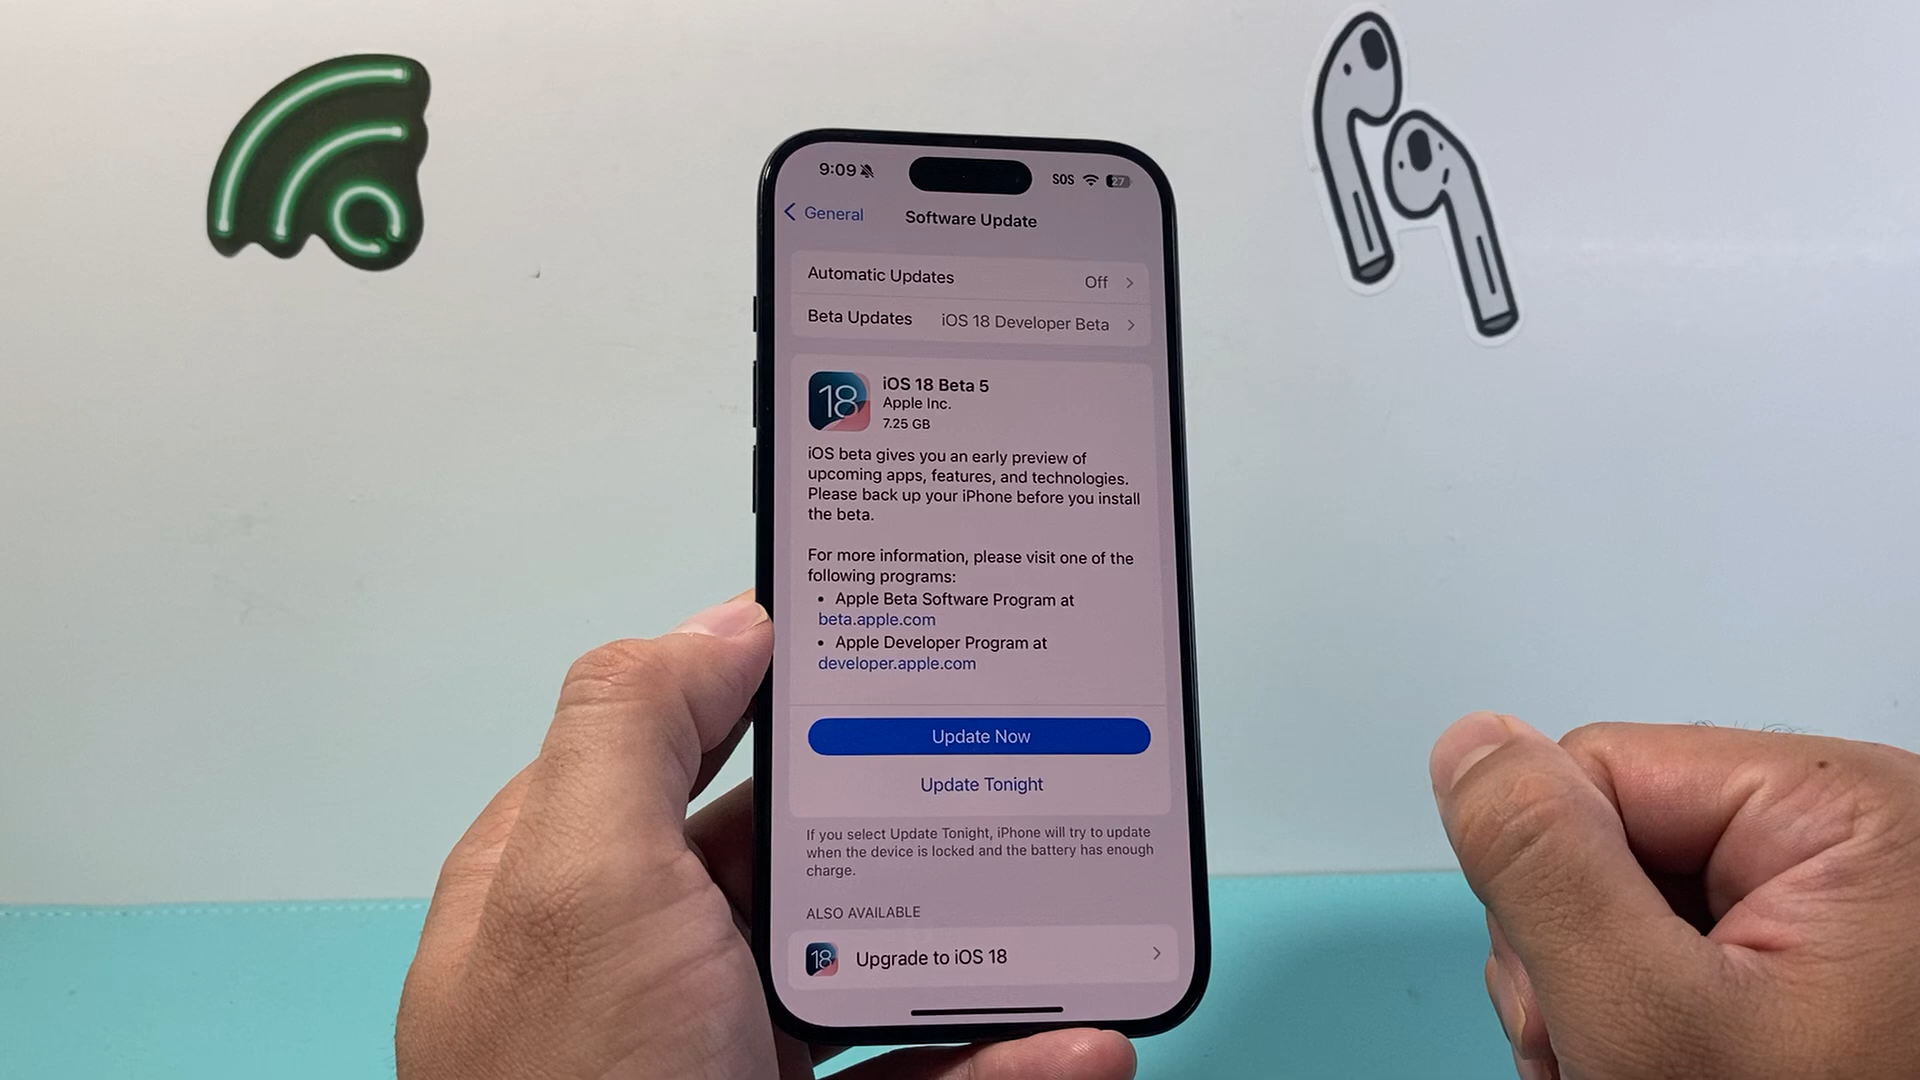 9:09
SOS
27
General
Software Update
Automatic Updates Off
Beta Updates iOS 18 Developer Beta
18
iOS 18 Beta 5
Apple Inc.
7.25 GB
iOS beta gives you an early preview of
upcoming apps, features, and technologies.
Please back up your iPhone before you install
the beta.
For more information, please visit one of the
following programs:
• Apple Beta Software Program at
beta.apple.com
• Apple Developer Program at
developer.apple.com
Update Now
Update Tonight
If you select Update Tonight, iPhone will try to update
when the device is locked and the battery has enough
charge.
ALSO AVAILABLE
18
Upgrade to iOS 18